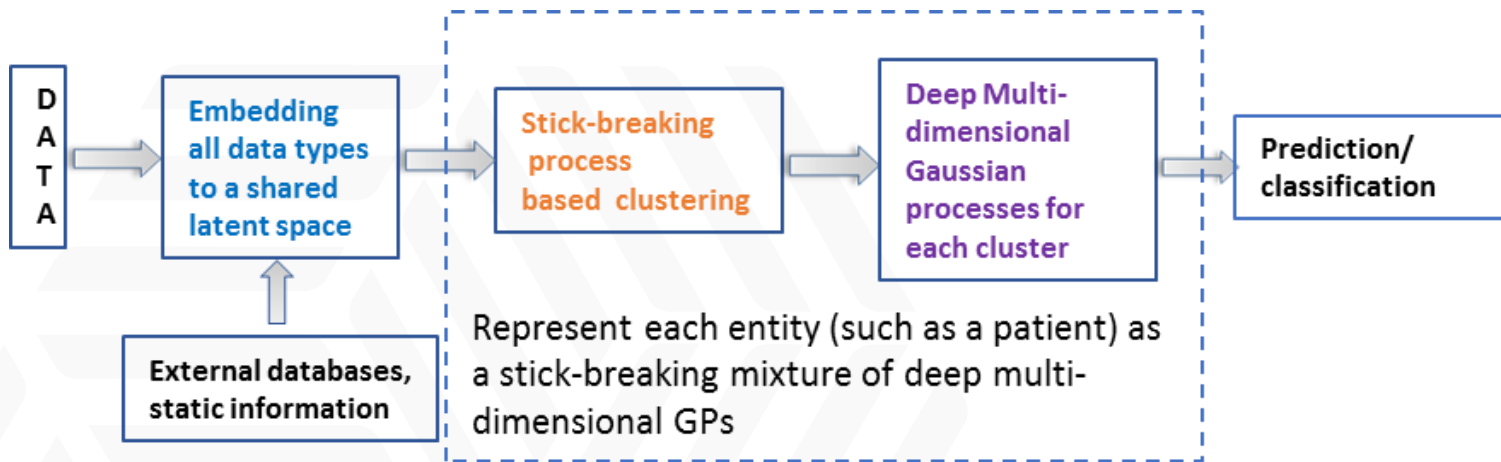 D
A
T
A
Embedding
all data types
to a shared
latent space
External databases,
static information
Stick-breaking
process
based clustering
Deep Multi-
dimensional
Gaussian
processes for
each cluster
Represent each entity (such as a patient) as
a stick-breaking mixture of deep multi-
dimensional GPs
Prediction/
classification